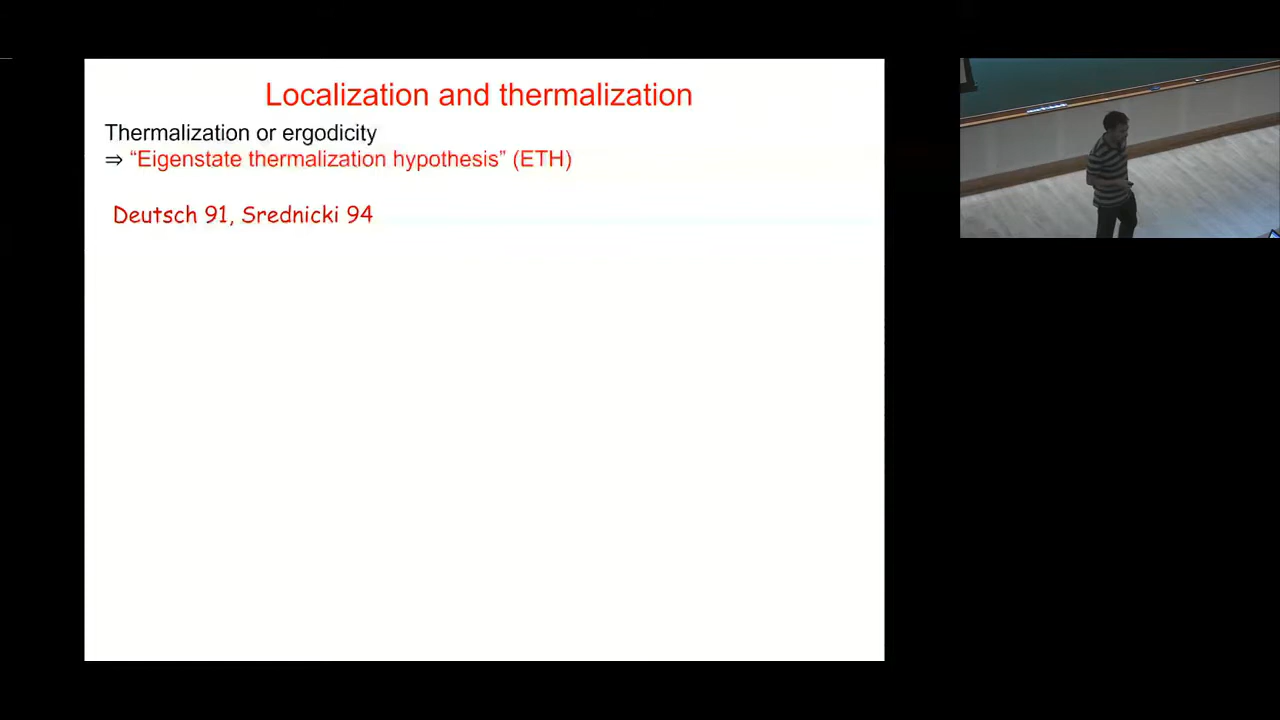 Localization and thermalization
Thermalization or ergodicity
⇒ “Eigenstate thermalization hypothesis” (ETH)
Deutsch 91, Srednicki 94